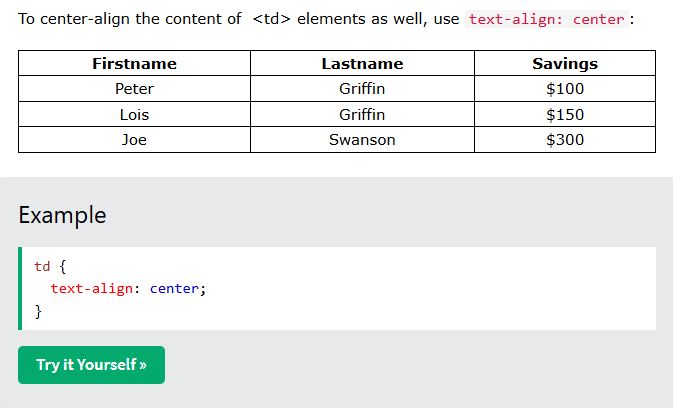 To center-align the content of <td> elements as well, use text-align: center :
Firstname Lastname Savings
Peter Griffin $100
Lois Griffin $150
Joe Swanson $300
Example
td {
  text-align: center;
}
Try it Yourself »